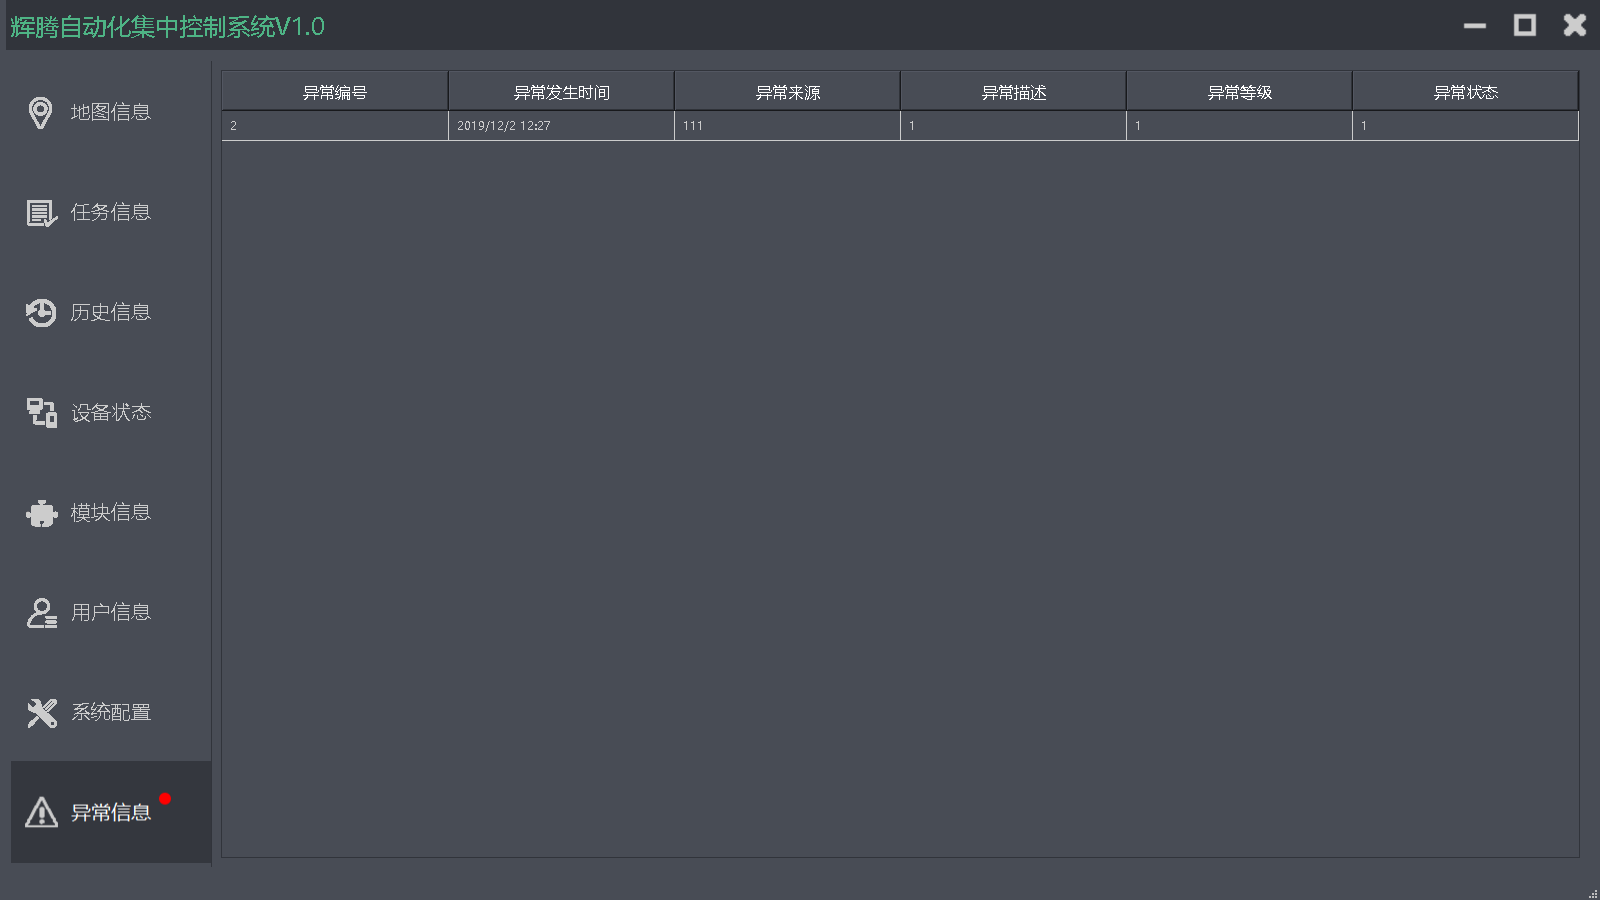 辉腾自动化集中控制系统V1.0
地图信息
任务信息
历史信息
设备状态
模块信息
用户信息
系统配置
异常信息
异常编号 异常发生时间 异常来源 异常描述 异常等级 异常状态
2 2019/12/2 12:27 111 1 1 1